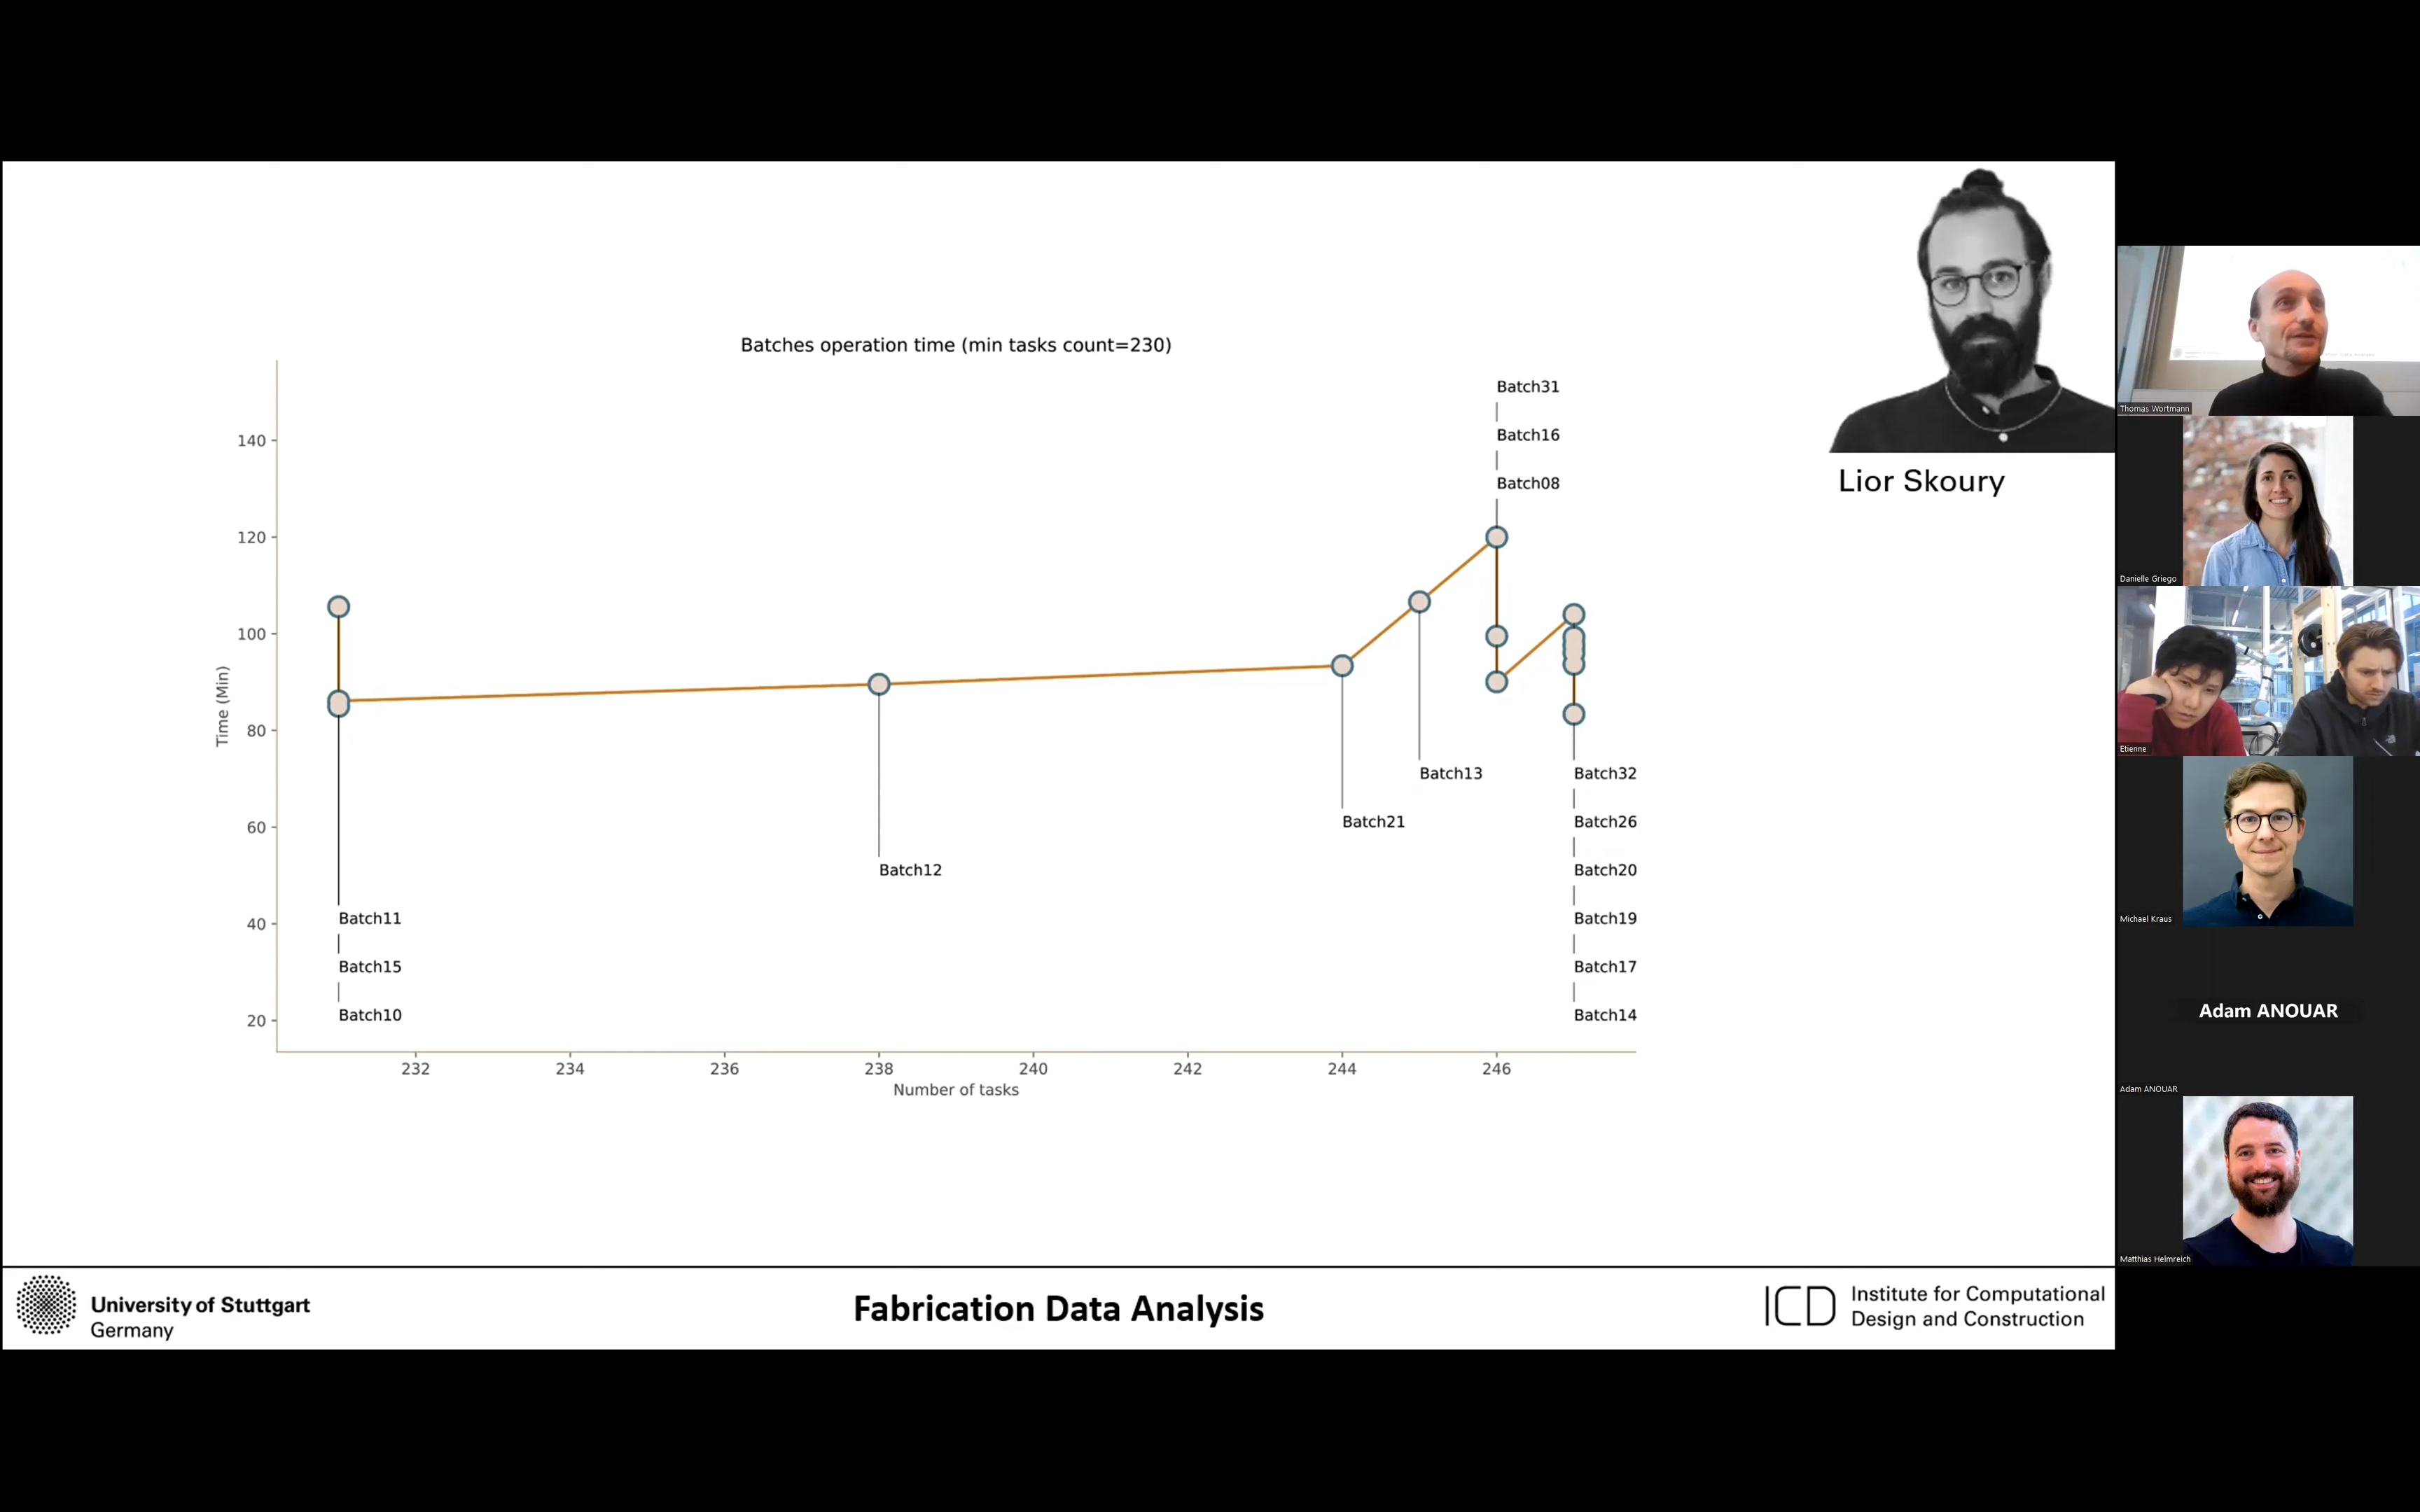 Batches operation time (min tasks count=230)
Lior Skoury
Batch31
Batch16
Batch08
140
120
100
80
60
40
20
Time (Min)
Batch13
Batch21
Batch12
Batch11
Batch15
Batch10
Batch32
Batch26
Batch20
Batch19
Batch17
Batch14
232 234 236 238 240 242 244 246
Number of tasks
University of Stuttgart
Germany
Fabrication Data Analysis
ICD
Institute for Computational
Design and Construction
Thomas Wortmann
Danielle Griego
Etienne
Michael Kraus
Adam ANOUAR
Adam ANOUAR
Matthias Helmreich